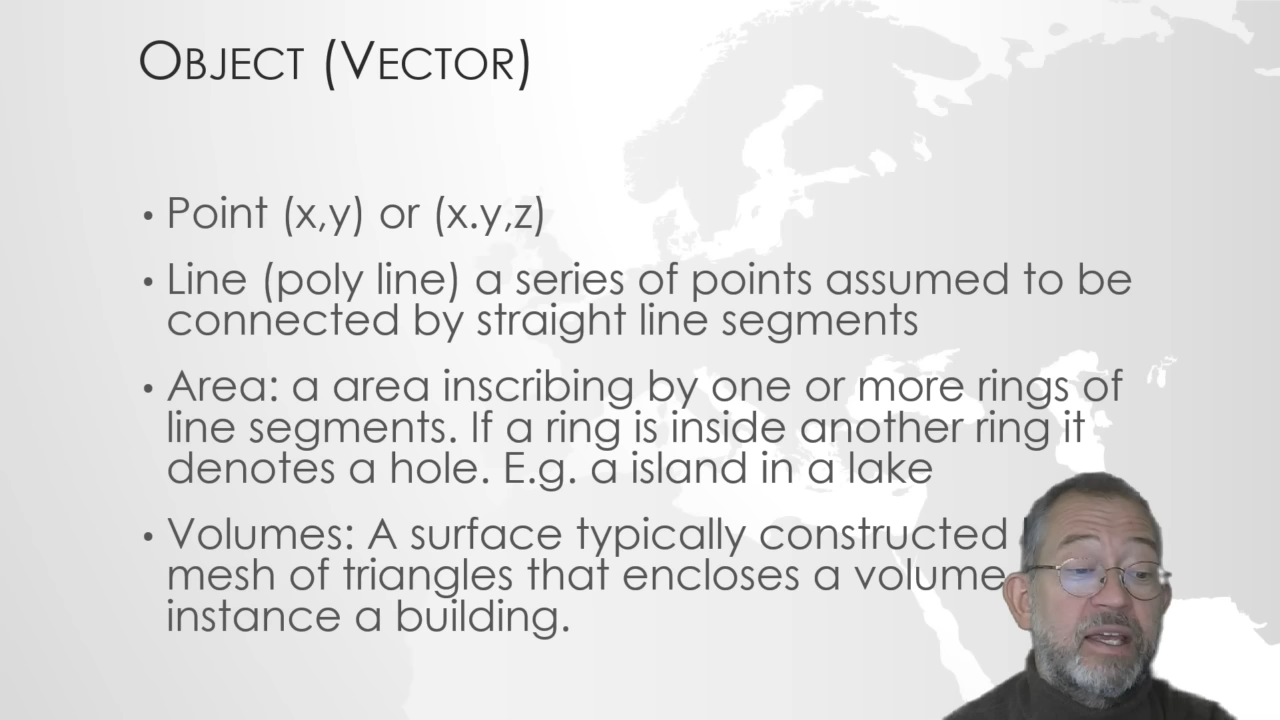 OBJECT (VECTOR)
• Point (x,y) or (x.y,z)
• Line (poly line) a series of points assumed to be
connected by straight line segments
• Area: a area inscribing by one or more rings of
line segments. If a ring is inside another ring it
denotes a hole. E.g. a island in a lake
• Volumes: A surface typically constructed
mesh of triangles that encloses a volume
instance a building.